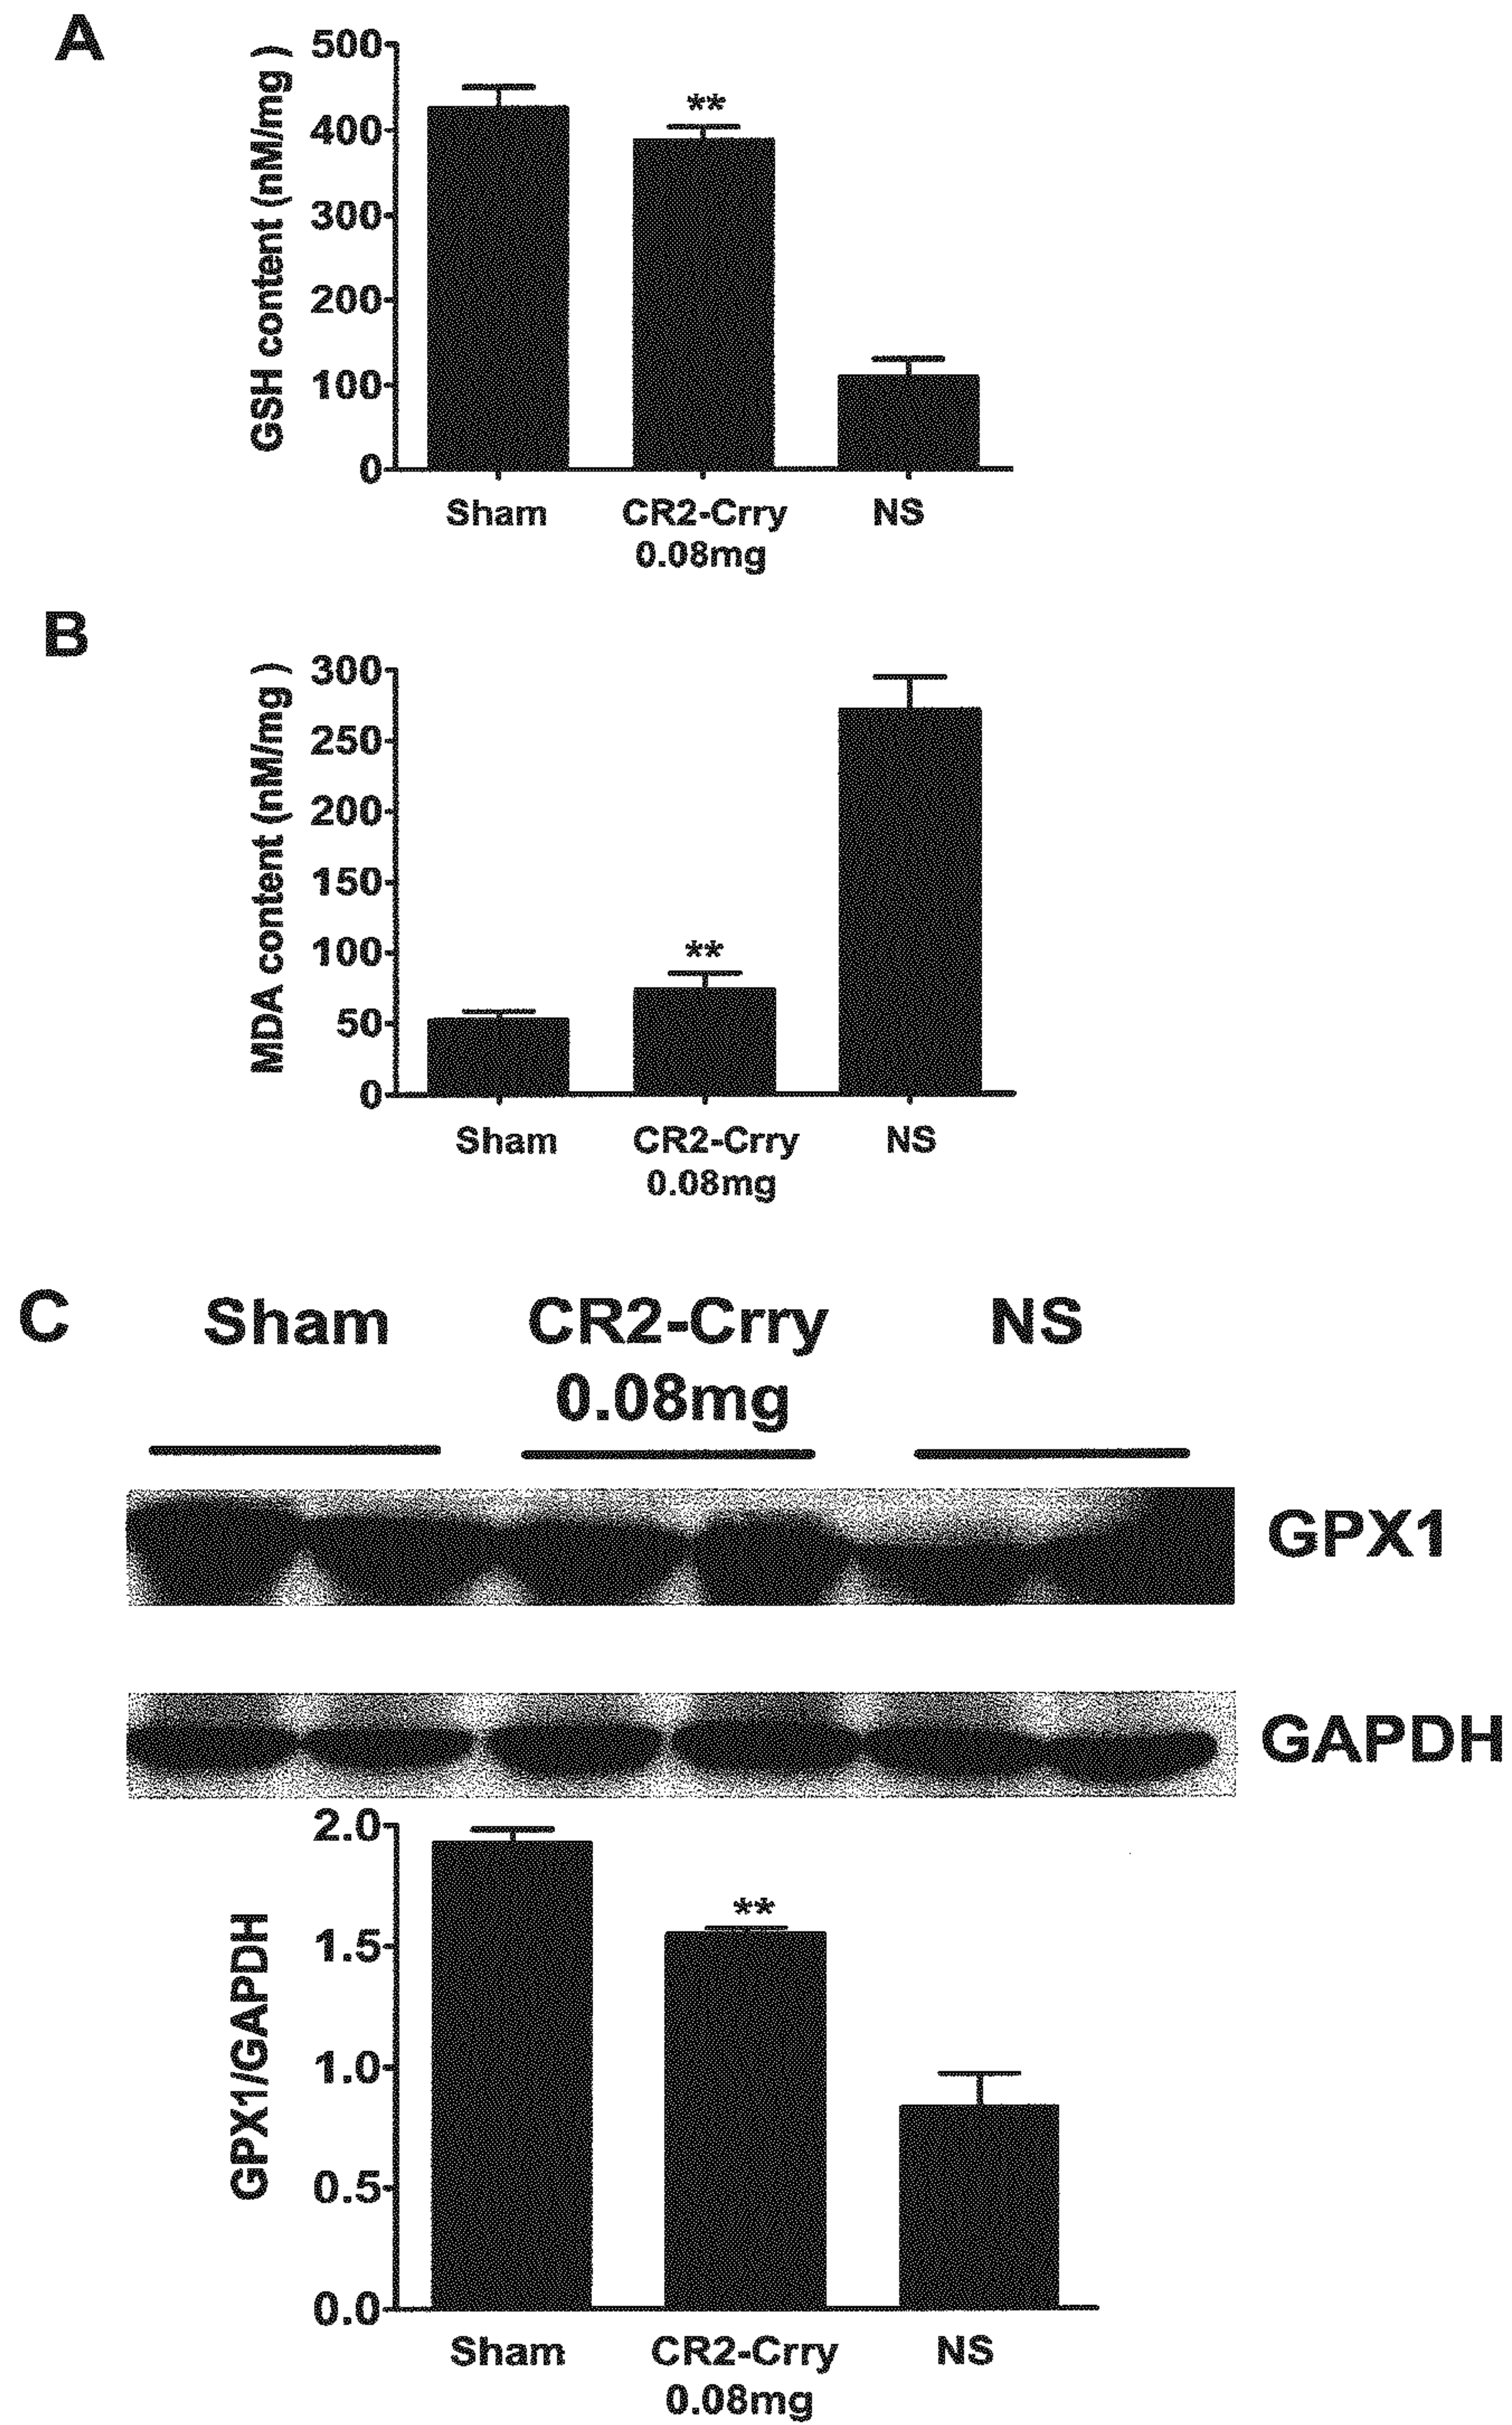 A
GSH content (nM/mg )
500
400
300
200
100
0
**
Sham CR2-Crry NS
0.08mg
B
MDA content (nM/mg )
300
250
200
150
100
50
0
**
Sham CR2-Crry NS
0.08mg
C Sham CR2-Crry NS
0.08mg
GPX1
GAPDH
GPX1/GAPDH
2.0
1.5
1.0
0.5
0.0
**
Sham CR2-Crry NS
0.08mg